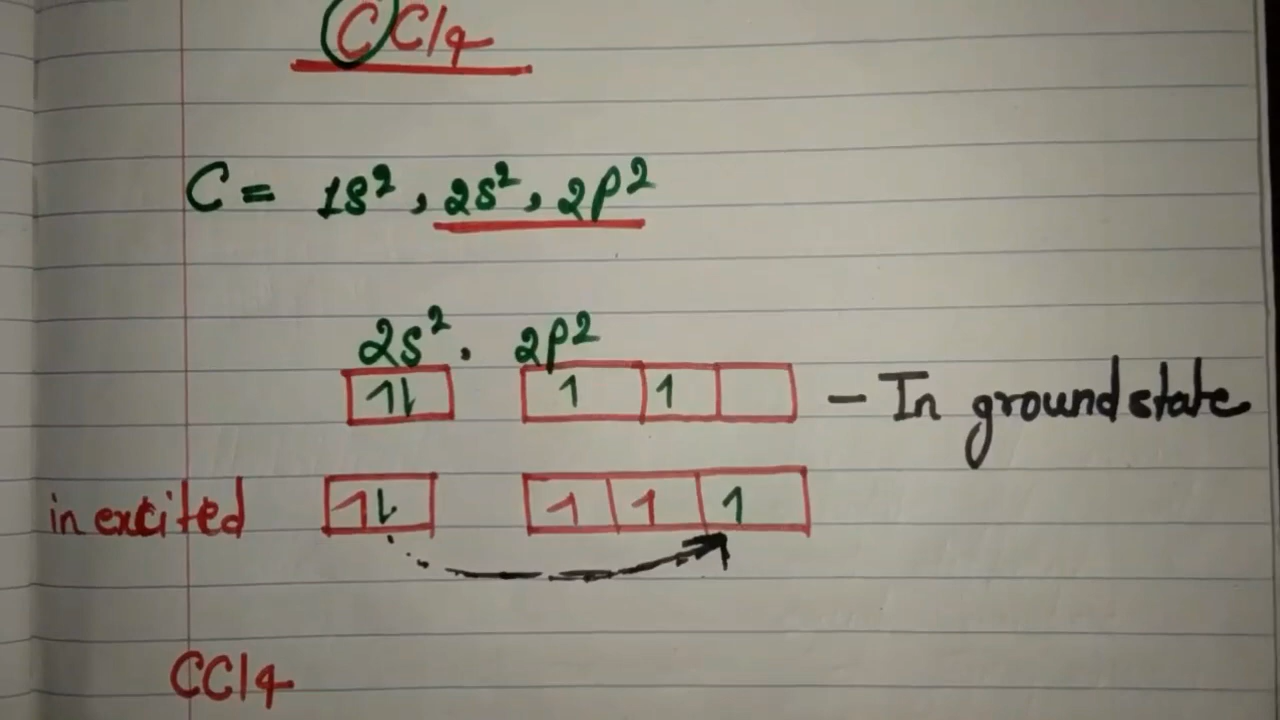 CCl4
C = 1s², 2s², 2p²
2s². 2p²
1⇂ 1 1 - In ground state
in excited 1⇂ 1 1 1
CCl4